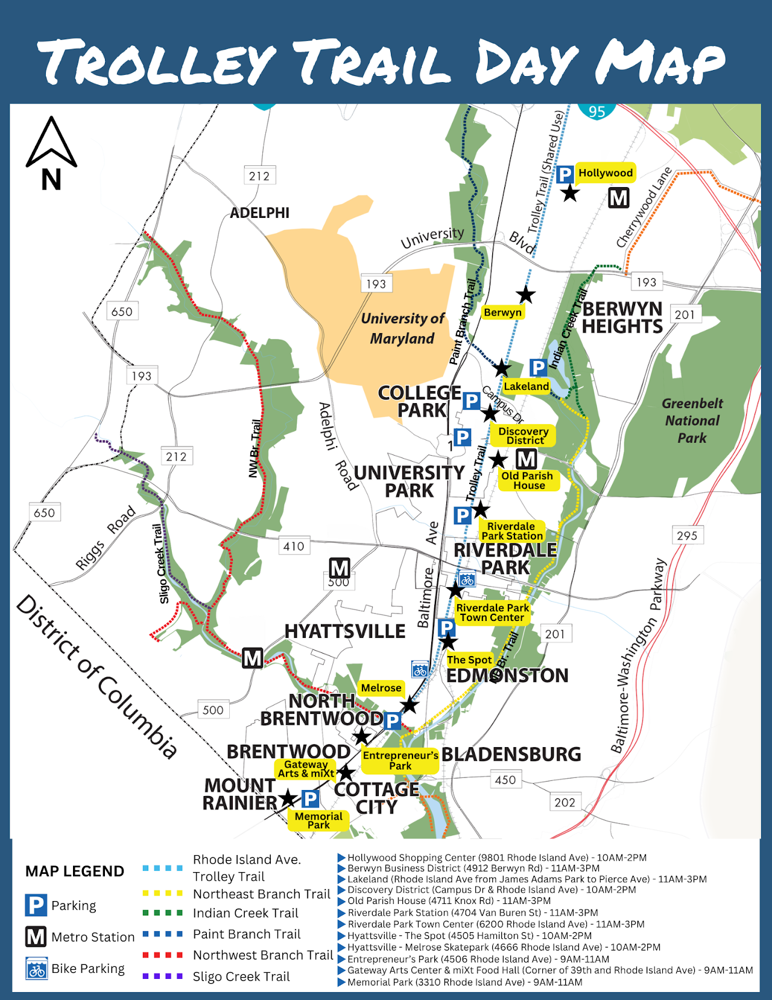 TROLLEY TRAIL DAY MAP
95
N
Trolley Trail (Shared Use)
P
Hollywood
M
212
ADELPHI
Cherrywood Lane
University
Blvd
193
193
Paint Branch Trail
Berwyn
Indian Creek Trail
BERWYN
HEIGHTS
201
650
University of
Maryland
P
193
Lakeland
COLLEGE
PARK
P
Campus Dr
Greenbelt
National
Park
Adelphi
Road
NW Br. Trail
Discovery
District
P
1
212
M
Trolley Trail
Old Parish
House
UNIVERSITY
PARK
650
P
Riverdale
Park Station
Riggs Road
Sligo Creek Trail
410
Ave
295
RIVERDALE
PARK
M
500
Baltimore
Riverdale Park
Town Center
Baltimore-Washington Parkway
District of Columbia
HYATTSVILLE
P
201
NE Br. Trail
M
The Spot
EDMONSTON
Melrose
500
NORTH
BRENTWOOD
P
BRENTWOOD
Entrepreneur's
Park
BLADENSBURG
Gateway
Arts & miXt
450
MOUNT
RAINIER
P
COTTAGE
CITY
202
Memorial
Park
MAP LEGEND
P Parking
M Metro Station
Bike Parking
Rhode Island Ave.
Trolley Trail
Northeast Branch Trail
Indian Creek Trail
Paint Branch Trail
Northwest Branch Trail
Sligo Creek Trail
Hollywood Shopping Center (9801 Rhode Island Ave) - 10AM-2PM
Berwyn Business District (4912 Berwyn Rd) - 11AM-3PM
Lakeland (Rhode Island Ave from James Adams Park to Pierce Ave) - 11AM-3PM
Discovery District (Campus Dr & Rhode Island Ave) - 10AM-2PM
Old Parish House (4711 Knox Rd) - 11AM-3PM
Riverdale Park Station (4704 Van Buren St) - 11AM-3PM
Riverdale Park Town Center (6200 Rhode Island Ave) - 11AM-3PM
Hyattsville - The Spot (4505 Hamilton St) - 10AM-2PM
Hyattsville - Melrose Skatepark (4666 Rhode Island Ave) - 10AM-2PM
Entrepreneur's Park (4506 Rhode Island Ave) - 9AM-11AM
Gateway Arts Center & miXt Food Hall (Corner of 39th and Rhode Island Ave) - 9AM-11AM
Memorial Park (3310 Rhode Island Ave) - 9AM-11AM